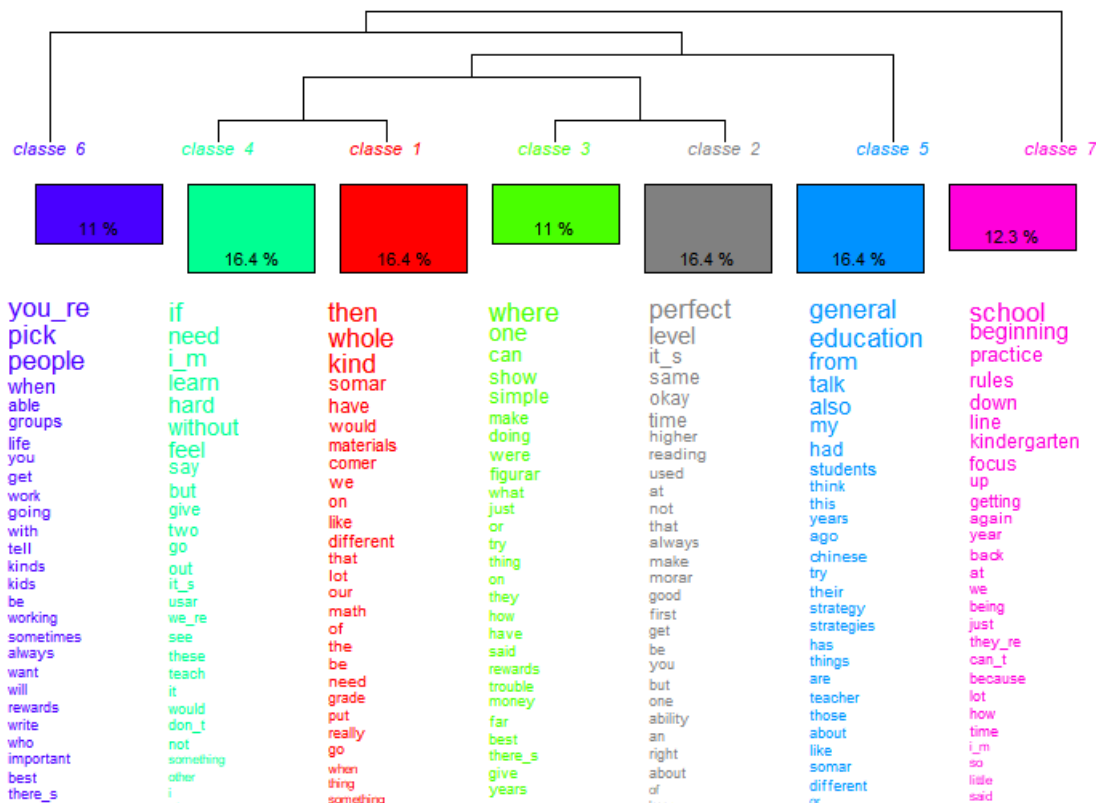 classe 6
classe 4
classe 1
classe 3
classe 2
classe 5
classe 7
11 %
16.4 %
16.4 %
11 %
16.4 %
16.4 %
12.3 %
you_re
pick
people
when
able
groups
life
you
get
work
going
with
tell
kinds
kids
be
working
sometimes
always
want
will
rewards
write
who
important
best
there_s
if
need
i_m
learn
hard
without
feel
say
but
give
two
go
out
it_s
usar
we_re
see
these
teach
it
would
don_t
not
something
other
i
then
whole
kind
somar
have
would
materials
comer
we
on
like
different
that
lot
our
math
of
the
be
need
grade
put
really
go
when
thing
something
where
one
can
show
simple
make
doing
were
figurar
what
just
or
try
thing
on
they
how
have
said
rewards
trouble
money
far
best
there_s
give
years
perfect
level
it_s
same
okay
time
higher
reading
used
at
not
that
always
make
morar
good
first
get
be
you
but
one
ability
an
right
about
of
general
education
from
talk
also
my
had
students
think
this
years
ago
chinese
try
their
strategy
strategies
has
things
are
teacher
those
about
like
somar
different
school
beginning
practice
rules
down
line
kindergarten
focus
up
getting
again
year
back
at
we
being
just
they_re
can_t
because
lot
how
time
i_m
so
little
said